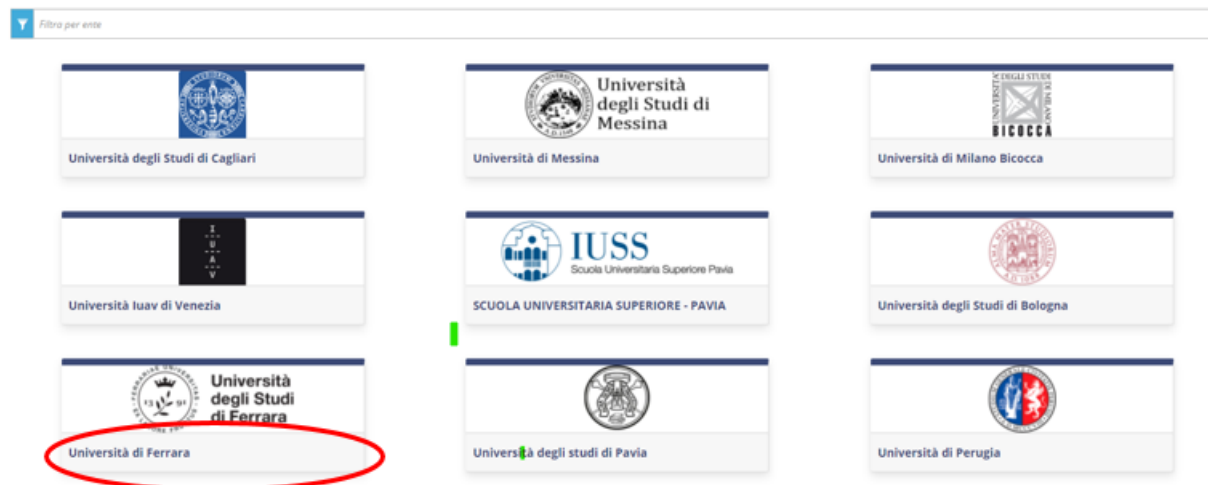 Filtra per ente
Università degli Studi di Cagliari
Università
degli Studi di
Messina
Università di Messina
BICOCCA
Università di Milano Bicocca
I
U
A
V
Università Iuav di Venezia
IUSS
Scuola Universitaria Superiore Pavia
SCUOLA UNIVERSITARIA SUPERIORE - PAVIA
Università degli Studi di Bologna
Università
degli Studi
di Ferrara
Università di Ferrara
Università degli studi di Pavia
Università di Perugia